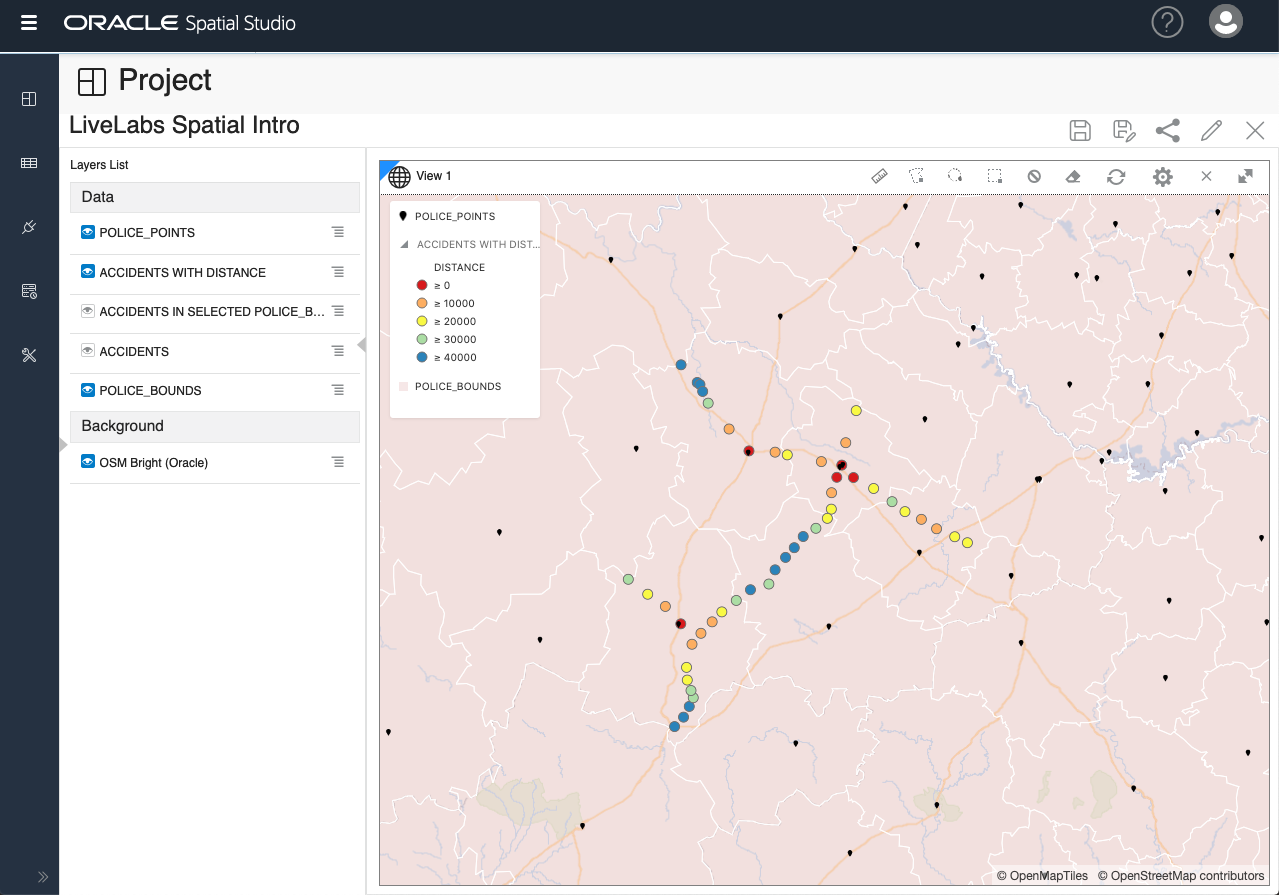 ORACLE Spatial Studio
?
Project
LiveLabs Spatial Intro
Layers List
Data
POLICE_POINTS
ACCIDENTS WITH DISTANCE
ACCIDENTS IN SELECTED POLICE_B...
ACCIDENTS
POLICE_BOUNDS
Background
OSM Bright (Oracle)
View 1
POLICE_POINTS
ACCIDENTS WITH DIST...
DISTANCE
≥ 0
≥ 10000
≥ 20000
≥ 30000
≥ 40000
POLICE_BOUNDS
© OpenMapTiles © OpenStreetMap contributors